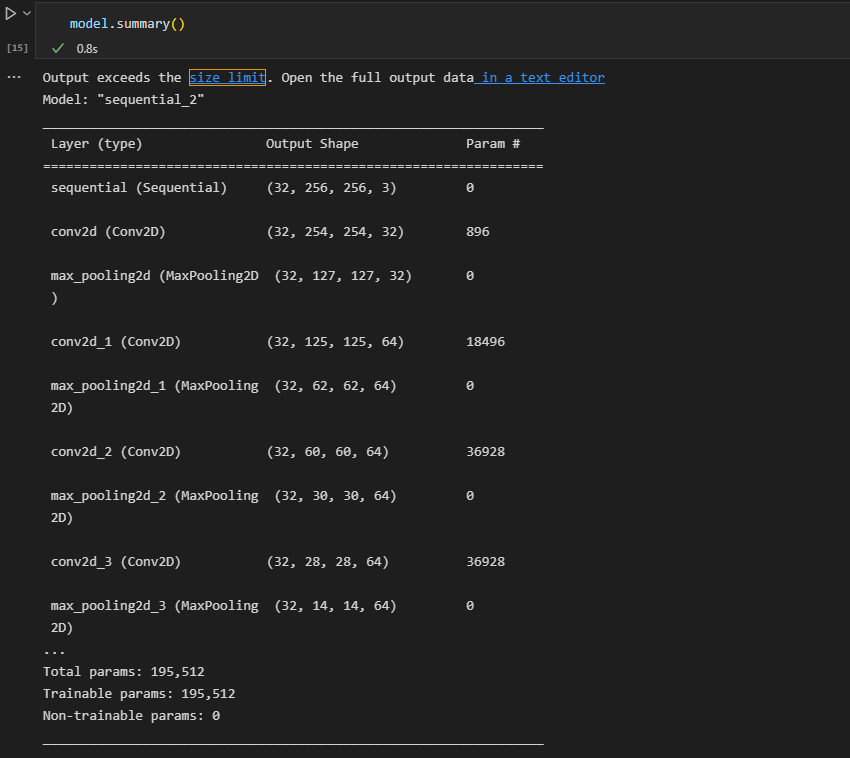 model.summary()
[15]
0.8s
...
Output exceeds the size limit. Open the full output data in a text editor
Model: "sequential_2"
_________________________________________________________________
 Layer (type)                Output Shape              Param #
=================================================================
 sequential (Sequential)     (32, 256, 256, 3)         0
 conv2d (Conv2D)             (32, 254, 254, 32)        896
 max_pooling2d (MaxPooling2D  (32, 127, 127, 32)       0
 )
 conv2d_1 (Conv2D)           (32, 125, 125, 64)        18496
 max_pooling2d_1 (MaxPooling  (32, 62, 62, 64)         0
 2D)
 conv2d_2 (Conv2D)           (32, 60, 60, 64)          36928
 max_pooling2d_2 (MaxPooling  (32, 30, 30, 64)         0
 2D)
 conv2d_3 (Conv2D)           (32, 28, 28, 64)          36928
 max_pooling2d_3 (MaxPooling  (32, 14, 14, 64)         0
 2D)
...
Total params: 195,512
Trainable params: 195,512
Non-trainable params: 0
_________________________________________________________________